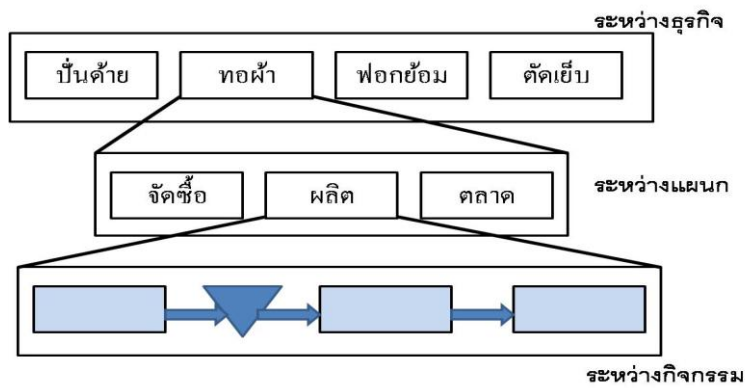 ระหว่างธุรกิจ
ปั่นด้าย ทอผ้า ฟอกย้อม ตัดเย็บ
จัดซื้อ ผลิต ตลาด
ระหว่างแผนก
ระหว่างกิจกรรม